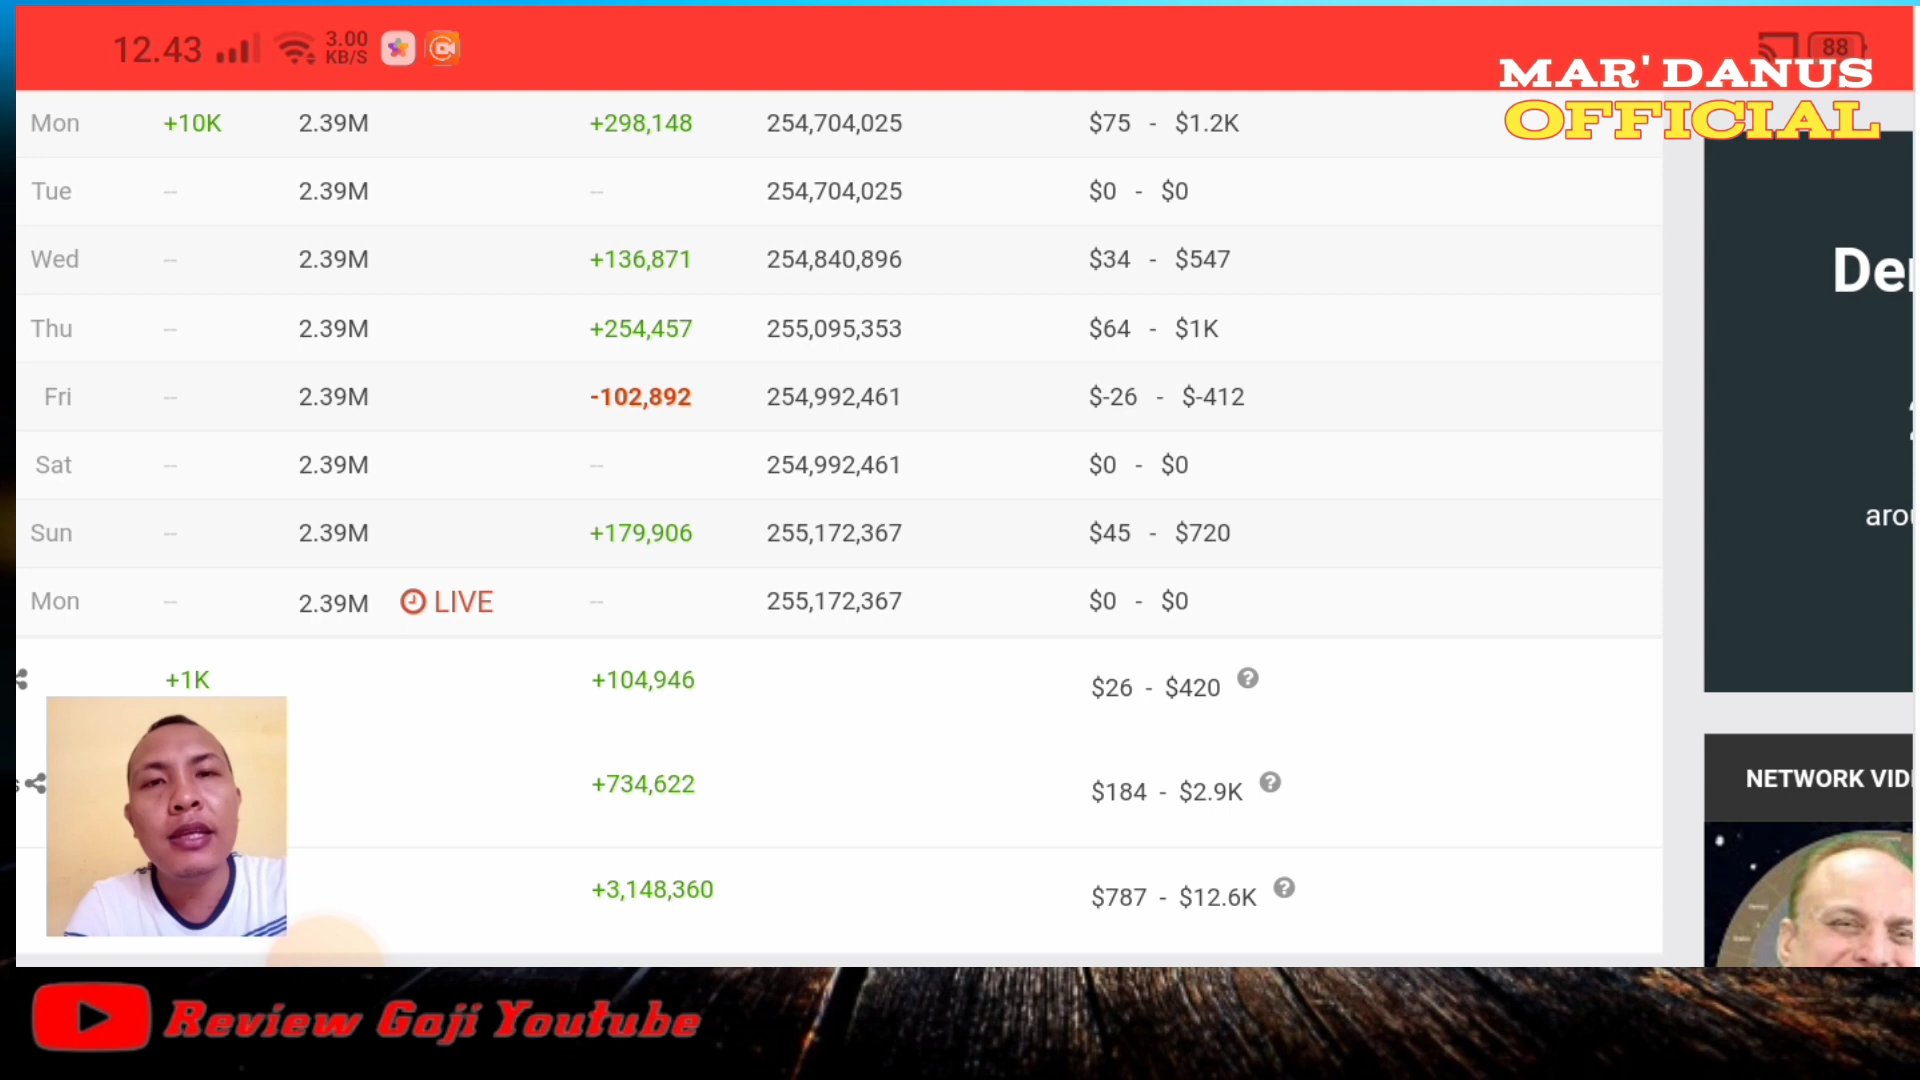 12.43 3.00 KB/S 88
MAR' DANUS
OFFICIAL
Mon +10K 2.39M +298,148 254,704,025 $75 - $1.2K
Tue -- 2.39M -- 254,704,025 $0 - $0
Wed -- 2.39M +136,871 254,840,896 $34 - $547
Thu -- 2.39M +254,457 255,095,353 $64 - $1K
Fri -- 2.39M -102,892 254,992,461 $-26 - $-412
Sat -- 2.39M -- 254,992,461 $0 - $0
Sun -- 2.39M +179,906 255,172,367 $45 - $720
Mon -- 2.39M LIVE -- 255,172,367 $0 - $0
+1K +104,946 $26 - $420 ?
+734,622 $184 - $2.9K ?
+3,148,360 $787 - $12.6K ?
NETWORK
Review Gaji Youtube